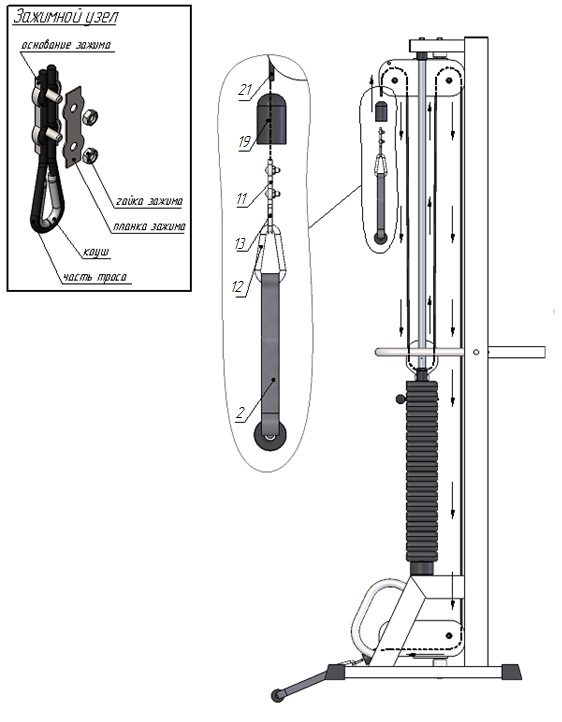 Зажимной узел
основание зажима
гайка зажима
планка зажима
коуш
часть троса
21
19
11
13
12
2